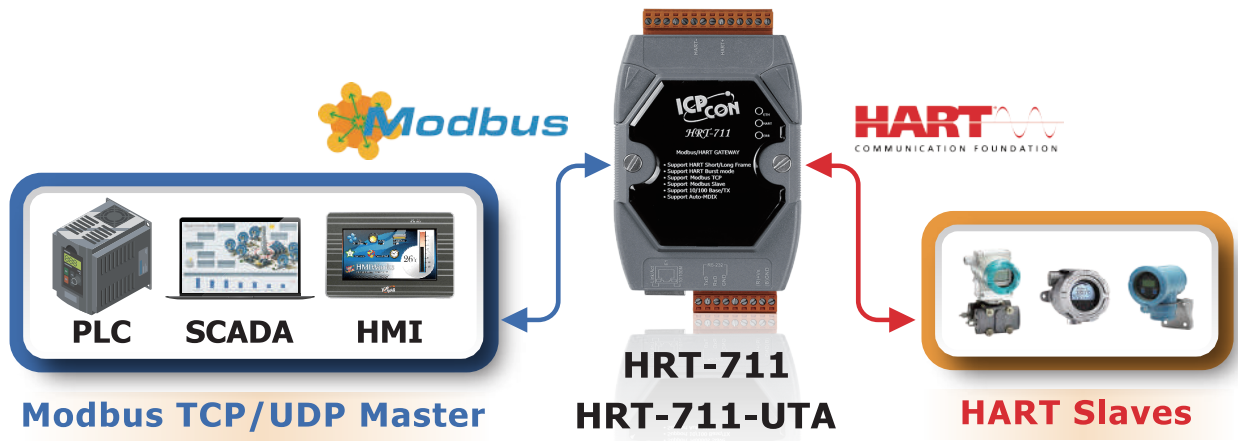 Modbus
HART
COMMUNICATION FOUNDATION
HART- HART+
ICP CON
HRT-711
Modbus/HART GATEWAY
• Support HART Short/Long Frame
• Support HART Burst mode
• Support Modbus TCP
• Support Modbus Slave
• Support 10/100 Base/TX
• Support Auto-MDIX
PLC
SCADA
HMI
HRT-711
HRT-711-UTA
Modbus TCP/UDP Master
HART Slaves